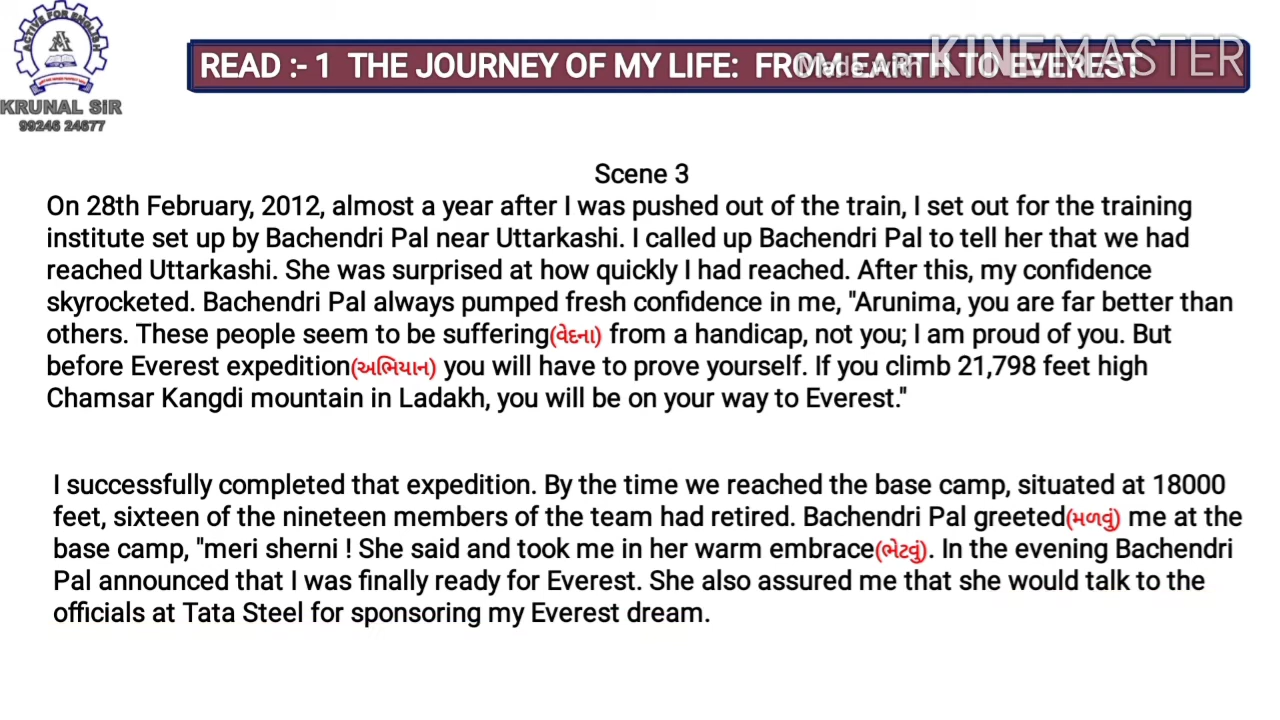 ACTIVE FOR ENGLISH
KRUNAL SIR
99246 24677
READ :- 1 THE JOURNEY OF MY LIFE: FROM EARTH TO EVEREST
Made with KINEMASTER
Scene 3
On 28th February, 2012, almost a year after I was pushed out of the train, I set out for the training
institute set up by Bachendri Pal near Uttarkashi. I called up Bachendri Pal to tell her that we had
reached Uttarkashi. She was surprised at how quickly I had reached. After this, my confidence
skyrocketed. Bachendri Pal always pumped fresh confidence in me, "Arunima, you are far better than
others. These people seem to be suffering(વેદના) from a handicap, not you; I am proud of you. But
before Everest expedition(અભિયાન) you will have to prove yourself. If you climb 21,798 feet high
Chamsar Kangdi mountain in Ladakh, you will be on your way to Everest."
I successfully completed that expedition. By the time we reached the base camp, situated at 18000
feet, sixteen of the nineteen members of the team had retired. Bachendri Pal greeted(મળવું) me at the
base camp, "meri sherni ! She said and took me in her warm embrace(ભેટવું). In the evening Bachendri
Pal announced that I was finally ready for Everest. She also assured me that she would talk to the
officials at Tata Steel for sponsoring my Everest dream.